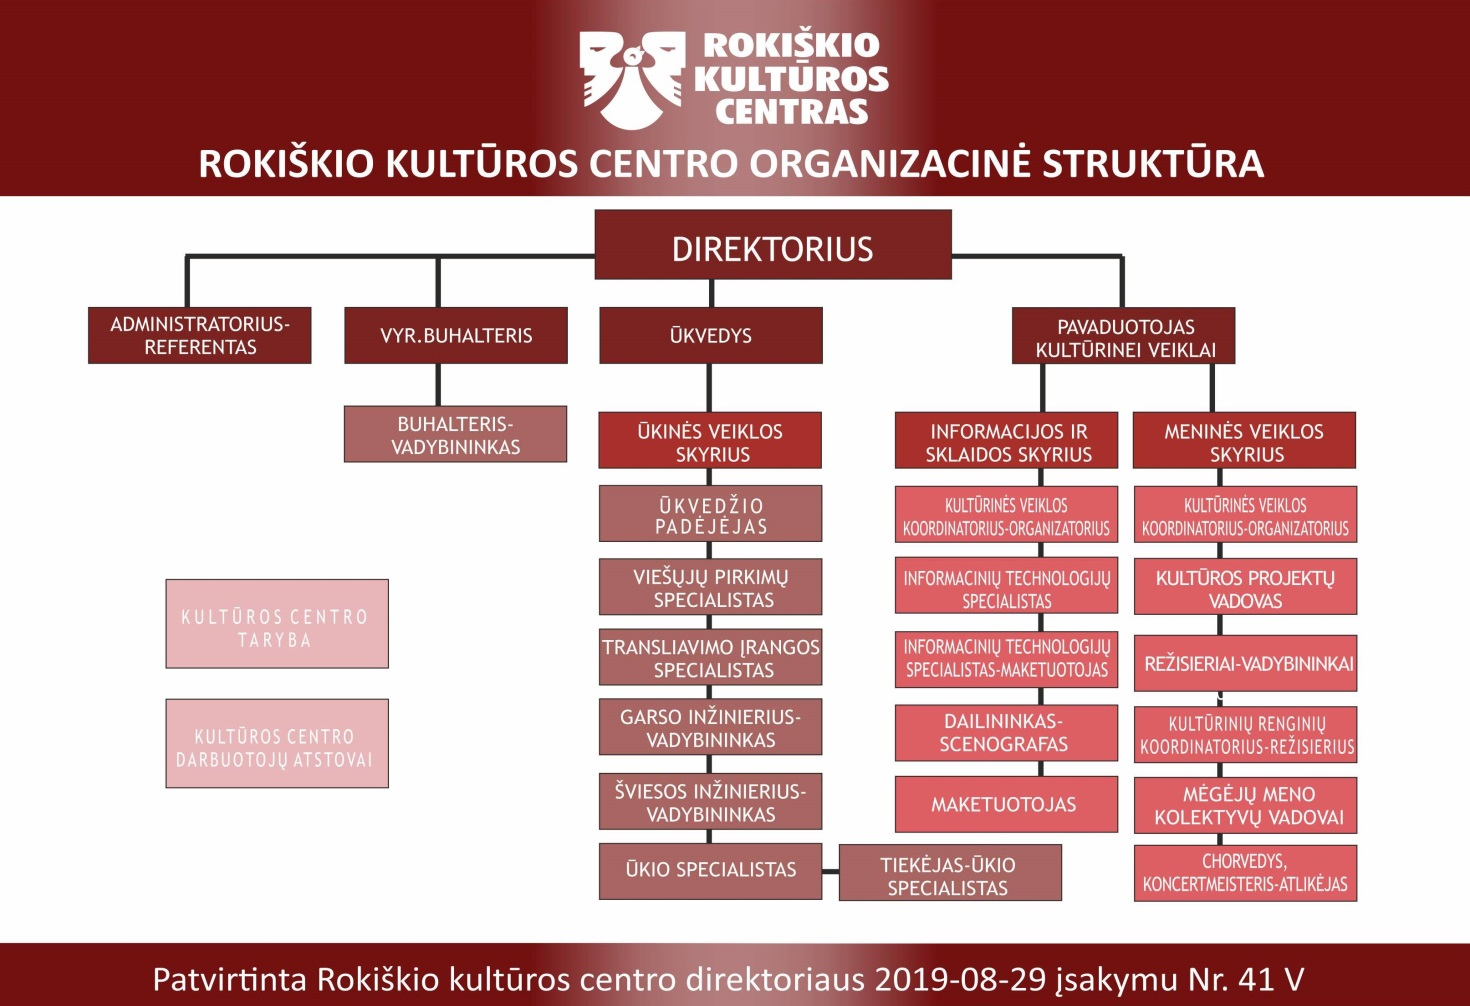 ROKIŠKIO
KULTŪROS
CENTRAS
ROKIŠKIO KULTŪROS CENTRO ORGANIZACINĖ STRUKTŪRA
DIREKTORIUS
ADMINISTRATORIUS-
REFERENTAS
VYR.BUHALTERIS
ŪKVEDYS
PAVADUOTOJAS
KULTŪRINEI VEIKLAI
BUHALTERIS-
VADYBININKAS
ŪKINĖS VEIKLOS
SKYRIUS
INFORMACIJOS IR
SKLAIDOS SKYRIUS
MENINĖS VEIKLOS
SKYRIUS
ŪKVEDŽIO
PADĖJĖJAS
VIEŠŲJŲ PIRKIMŲ
SPECIALISTAS
TRANSLIAVIMO ĮRANGOS
SPECIALISTAS
GARSO INŽINIERIUS-
VADYBININKAS
ŠVIESOS INŽINIERIUS-
VADYBININKAS
ŪKIO SPECIALISTAS
TIEKĖJAS-ŪKIO
SPECIALISTAS
KULTŪRINĖS VEIKLOS
KOORDINATORIUS-ORGANIZATORIUS
INFORMACINIŲ TECHNOLOGIJŲ
SPECIALISTAS
INFORMACINIŲ TECHNOLOGIJŲ
SPECIALISTAS-MAKETUOTOJAS
DAILININKAS-
SCENOGRAFAS
MAKETUOTOJAS
KULTŪRINĖS VEIKLOS
KOORDINATORIUS-ORGANIZATORIUS
KULTŪROS PROJEKTŲ
VADOVAS
REŽISIERIAI-VADYBININKAI
KULTŪRINIŲ RENGINIŲ
KOORDINATORIUS-REŽISIERIUS
MĖGĖJŲ MENO
KOLEKTYVŲ VADOVAI
CHORVEDYS,
KONCERTMEISTERIS-ATLIKĖJAS
KULTŪROS CENTRO
TARYBA
KULTŪROS CENTRO
DARBUOTOJŲ ATSTOVAI
Patvirtinta Rokiškio kultūros centro direktoriaus 2019-08-29 įsakymu Nr. 41 V